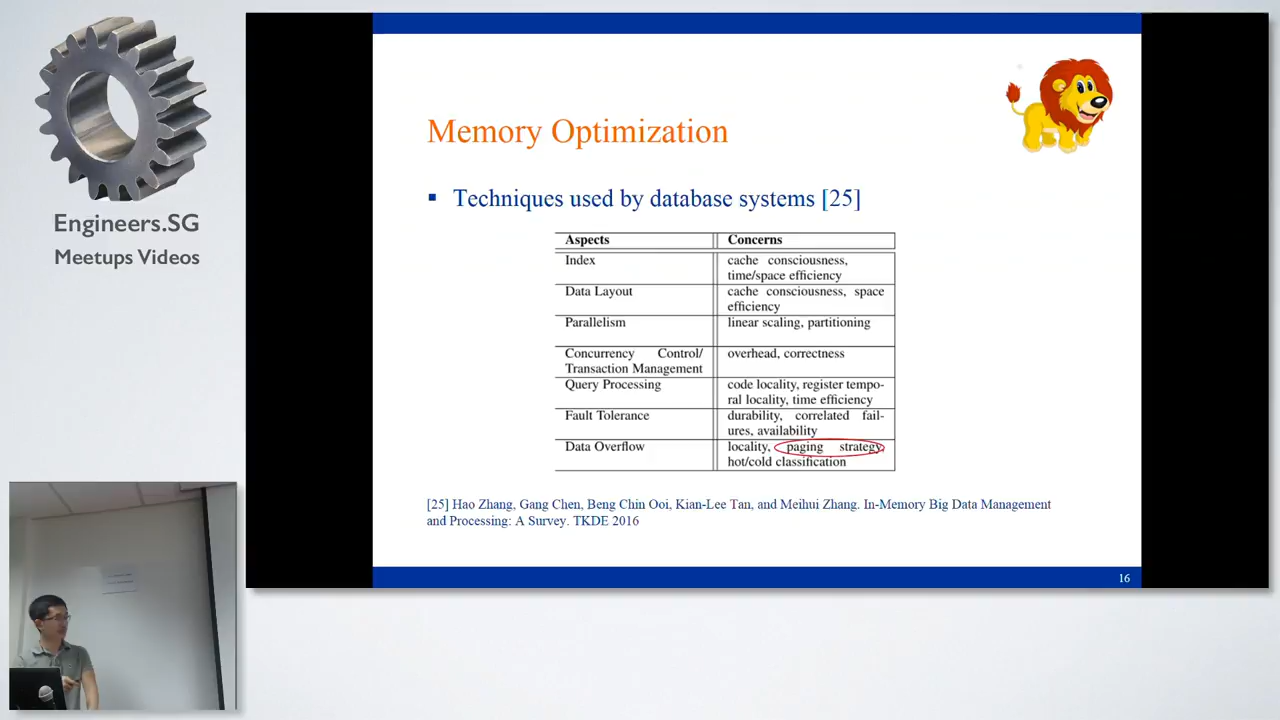 Engineers.SG
Meetups Videos
Memory Optimization
▪ Techniques used by database systems [25]
Aspects Concerns
Index cache consciousness,
time/space efficiency
Data Layout cache consciousness, space
efficiency
Parallelism linear scaling, partitioning
Concurrency Control/ overhead, correctness
Transaction Management
Query Processing code locality, register tempo-
ral locality, time efficiency
Fault Tolerance durability, correlated fail-
ures, availability
Data Overflow locality, paging strategy,
hot/cold classification
[25] Hao Zhang, Gang Chen, Beng Chin Ooi, Kian-Lee Tan, and Meihui Zhang. In-Memory Big Data Management
and Processing: A Survey. TKDE 2016
16